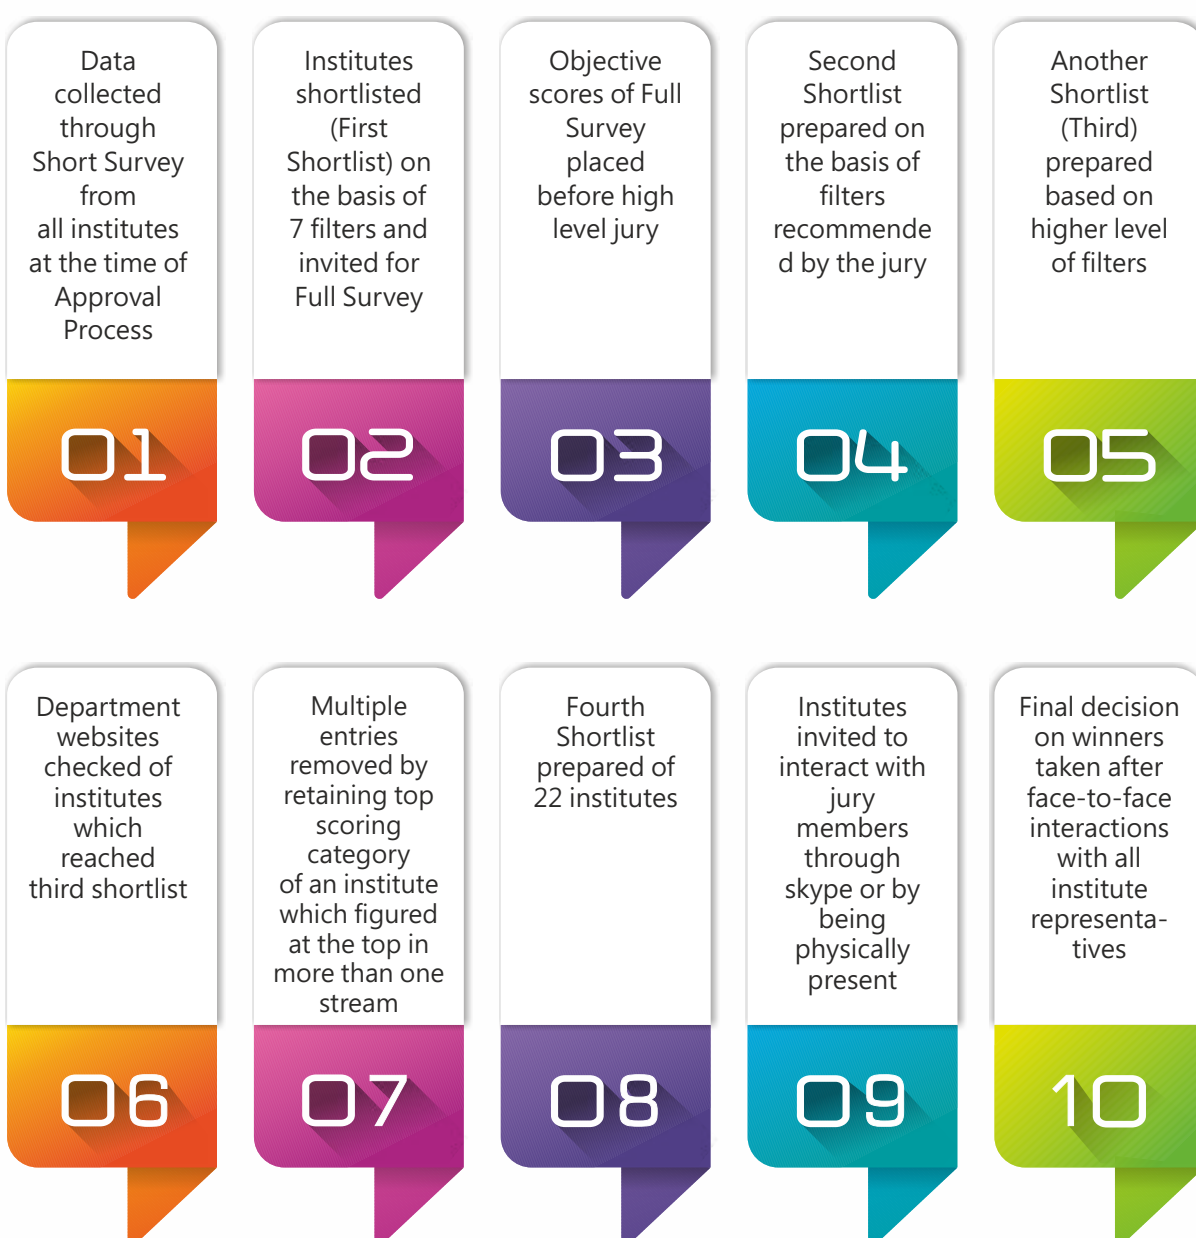 Data
collected
through
Short Survey
from
all institutes
at the time of
Approval
Process
01
Institutes
shortlisted
(First
Shortlist) on
the basis of
7 filters and
invited for
Full Survey
02
Objective
scores of Full
Survey
placed
before high
level jury
03
Second
Shortlist
prepared on
the basis of
filters
recommende
d by the jury
04
Another
Shortlist
(Third)
prepared
based on
higher level
of filters
05
Department
websites
checked of
institutes
which
reached
third shortlist
06
Multiple
entries
removed by
retaining top
scoring
category
of an institute
which figured
at the top in
more than one
stream
07
Fourth
Shortlist
prepared of
22 institutes
08
Institutes
invited to
interact with
jury
members
through
skype or by
being
physically
present
09
Final decision
on winners
taken after
face-to-face
interactions
with all
institute
representa-
tives
10